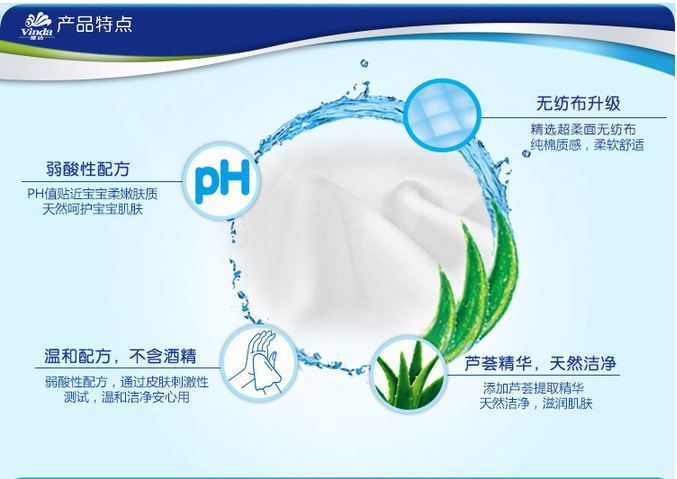 Vinda
维达
产品特点
无纺布升级
精选超柔面无纺布
纯棉质感，柔软舒适
弱酸性配方
PH值贴近宝宝柔嫩肤质
天然呵护宝宝肌肤
pH
温和配方，不含酒精
弱酸性配方，通过皮肤刺激性
测试，温和洁净安心用
芦荟精华，天然洁净
添加芦荟提取精华
天然洁净，滋润肌肤